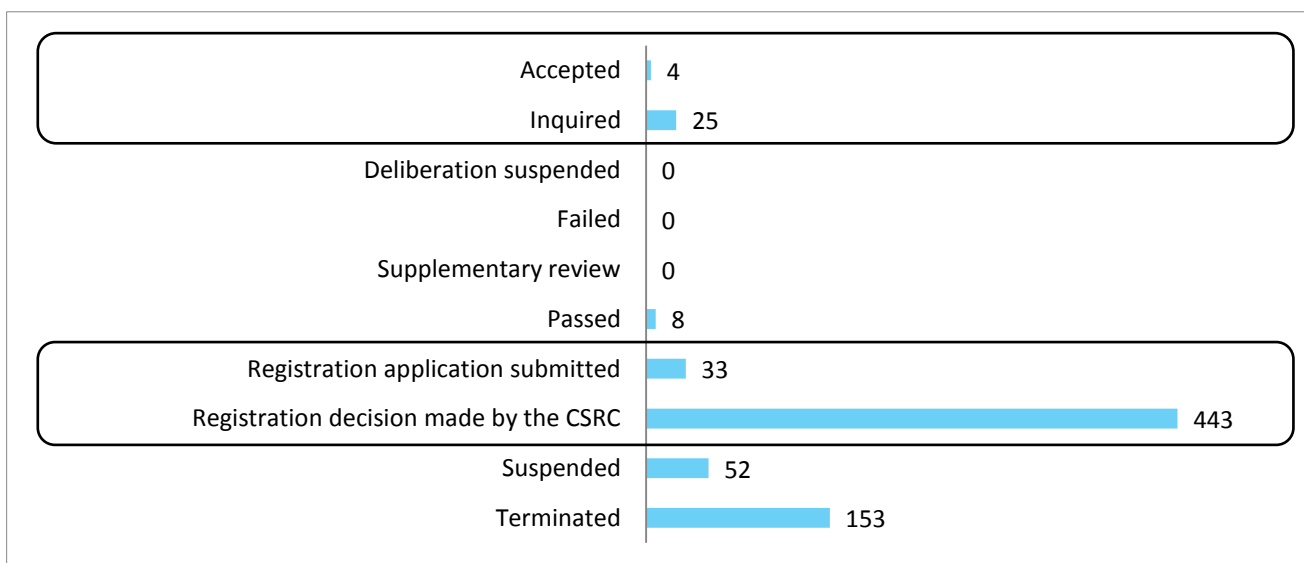 Accepted 4
Inquired 25
Deliberation suspended 0
Failed 0
Supplementary review 0
Passed 8
Registration application submitted 33
Registration decision made by the CSRC 443
Suspended 52
Terminated 153